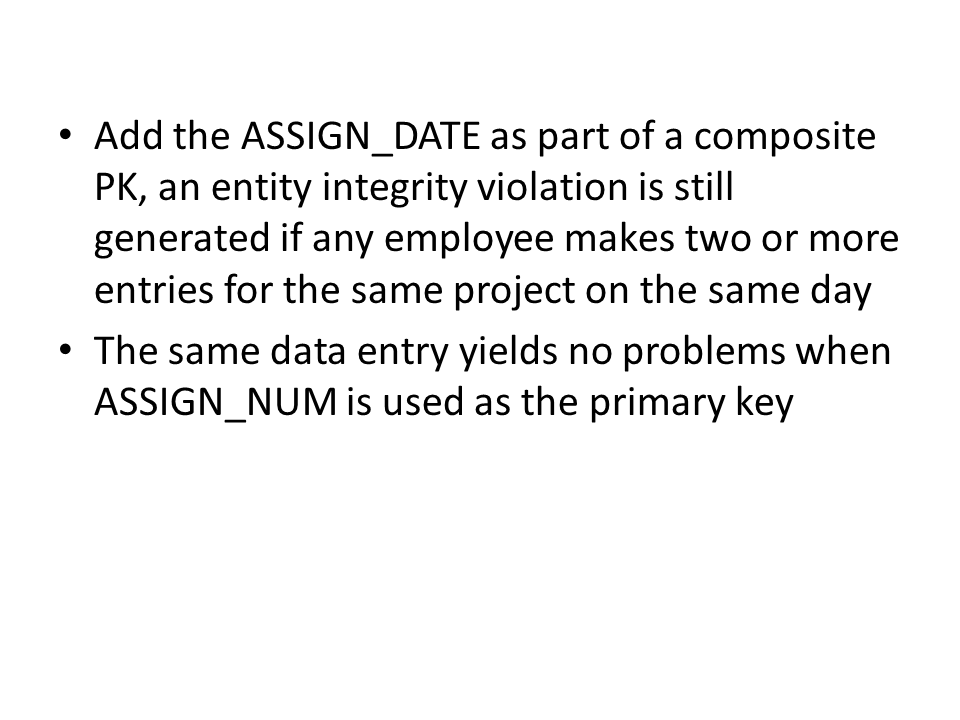 • Add the ASSIGN_DATE as part of a composite
PK, an entity integrity violation is still
generated if any employee makes two or more
entries for the same project on the same day
• The same data entry yields no problems when
ASSIGN_NUM is used as the primary key